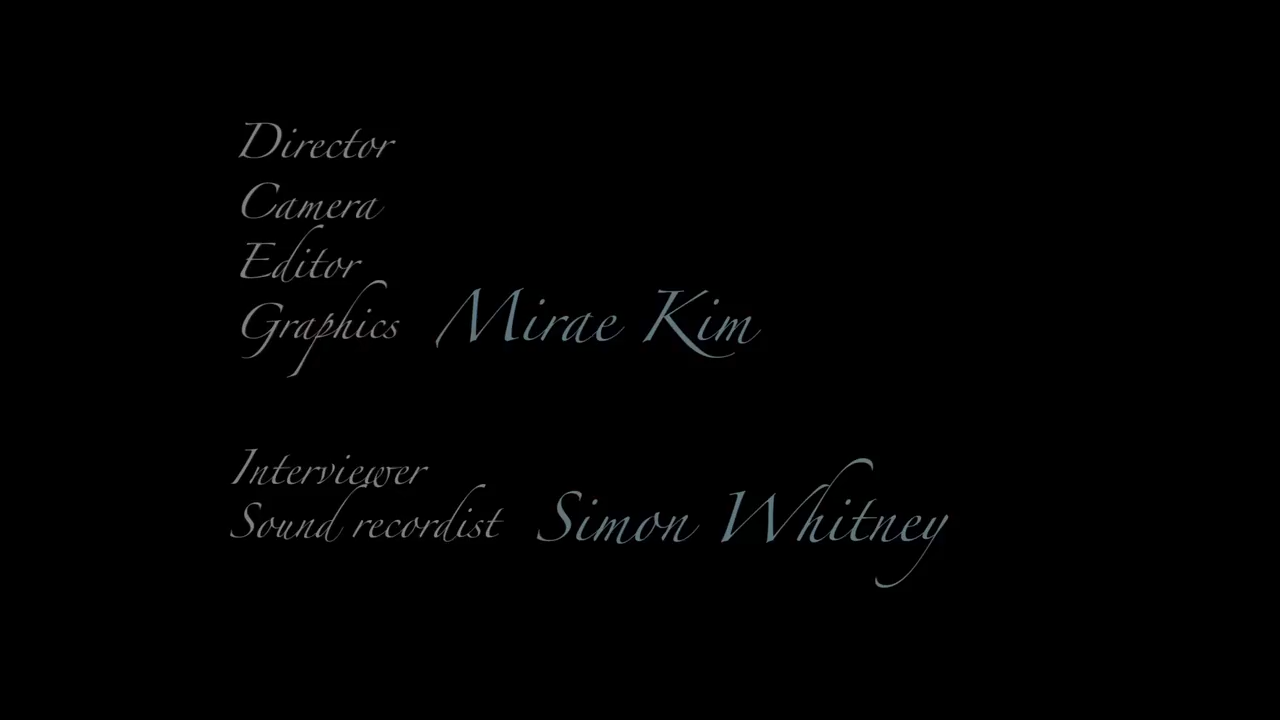 Director
Camera
Editor
Graphics Mirae Kim
Interviewer
Sound recordist Simon Whitney